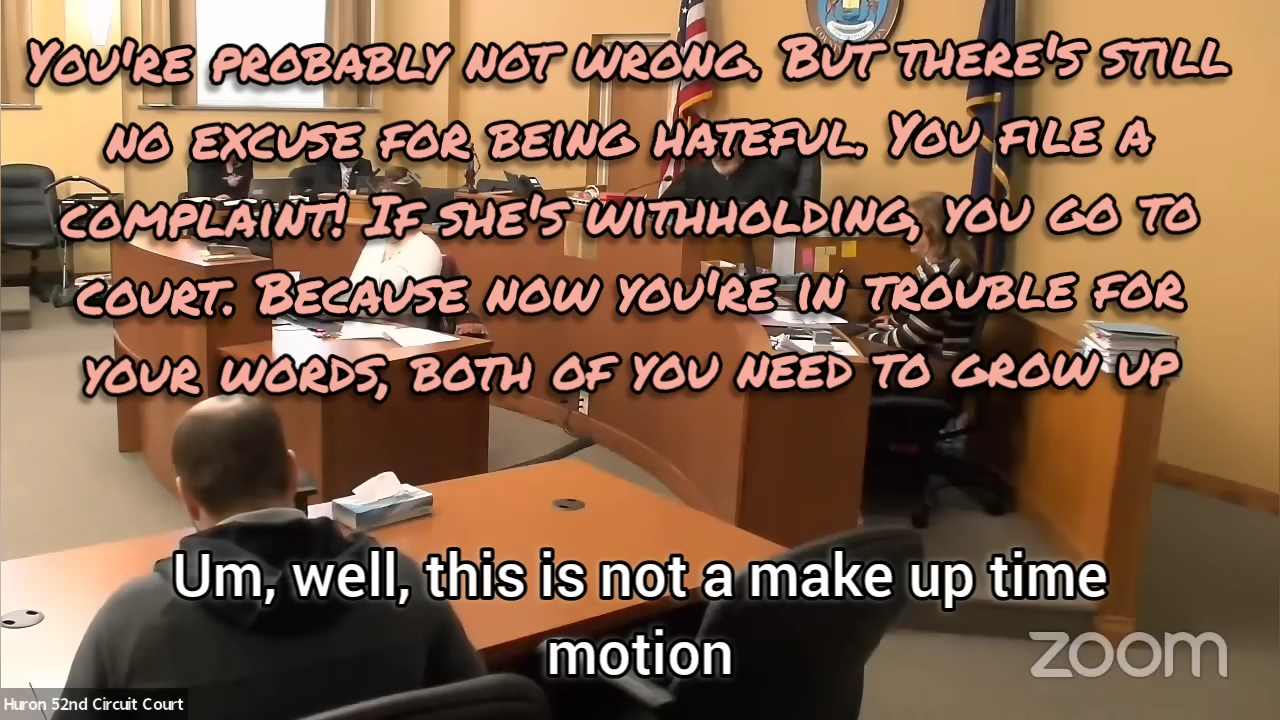 You're probably not wrong. But there's still
no excuse for being hateful. You file a
complaint! If she's withholding, you go to
court. Because now you're in trouble for
your words, both of you need to grow up
Um, well, this is not a make up time
motion
zoom
Huron 52nd Circuit Court